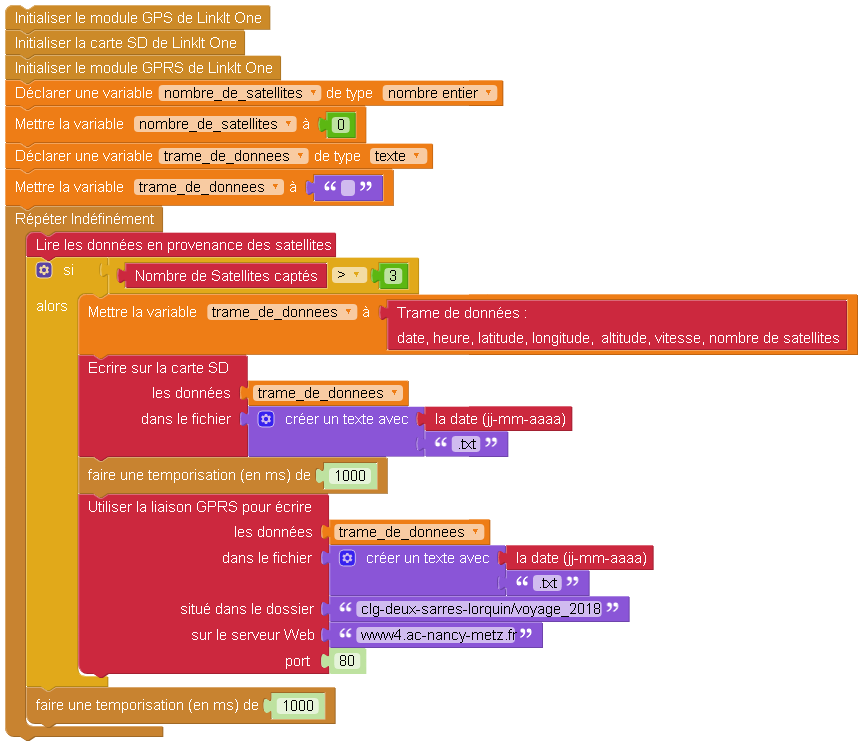 Initialiser le module GPS de LinkIt One
Initialiser la carte SD de LinkIt One
Initialiser le module GPRS de LinkIt One
Déclarer une variable nombre_de_satellites de type nombre entier
Mettre la variable nombre_de_satellites à 0
Déclarer une variable trame_de_donnees de type texte
Mettre la variable trame_de_donnees à “ ”
Répéter Indéfinément
Lire les données en provenance des satellites
si Nombre de Satellites captés > 3
alors Mettre la variable trame_de_donnees à Trame de données :
date, heure, latitude, longitude, altitude, vitesse, nombre de satellites
Ecrire sur la carte SD
les données trame_de_donnees
dans le fichier créer un texte avec la date (jj-mm-aaaa)
“ .txt ”
faire une temporisation (en ms) de 1000
Utiliser la liaison GPRS pour écrire
les données trame_de_donnees
dans le fichier créer un texte avec la date (jj-mm-aaaa)
“ .txt ”
situé dans le dossier “ clg-deux-sarres-lorquin/voyage_2018 ”
sur le serveur Web “ www4.ac-nancy-metz.fr ”
port 80
faire une temporisation (en ms) de 1000